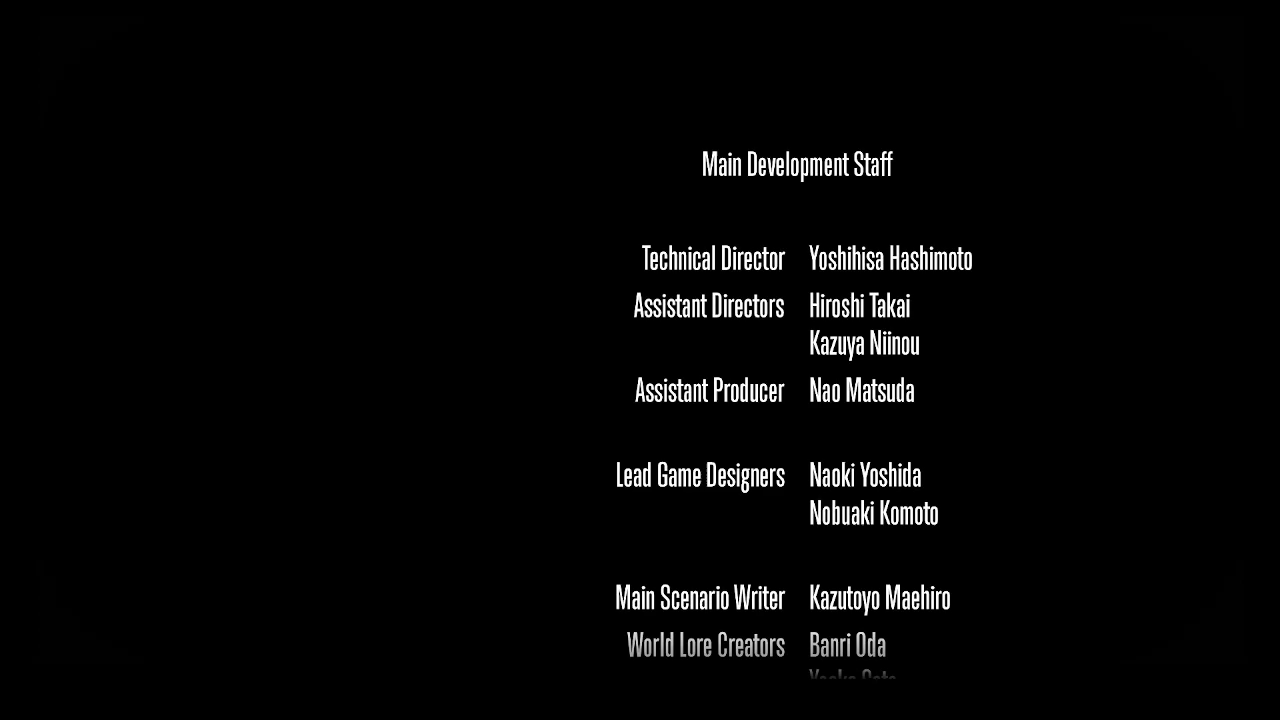 Main Development Staff
Technical Director Yoshihisa Hashimoto
Assistant Directors Hiroshi Takai
Kazuya Niinou
Assistant Producer Nao Matsuda
Lead Game Designers Naoki Yoshida
Nobuaki Komoto
Main Scenario Writer Kazutoyo Maehiro
World Lore Creators Banri Oda